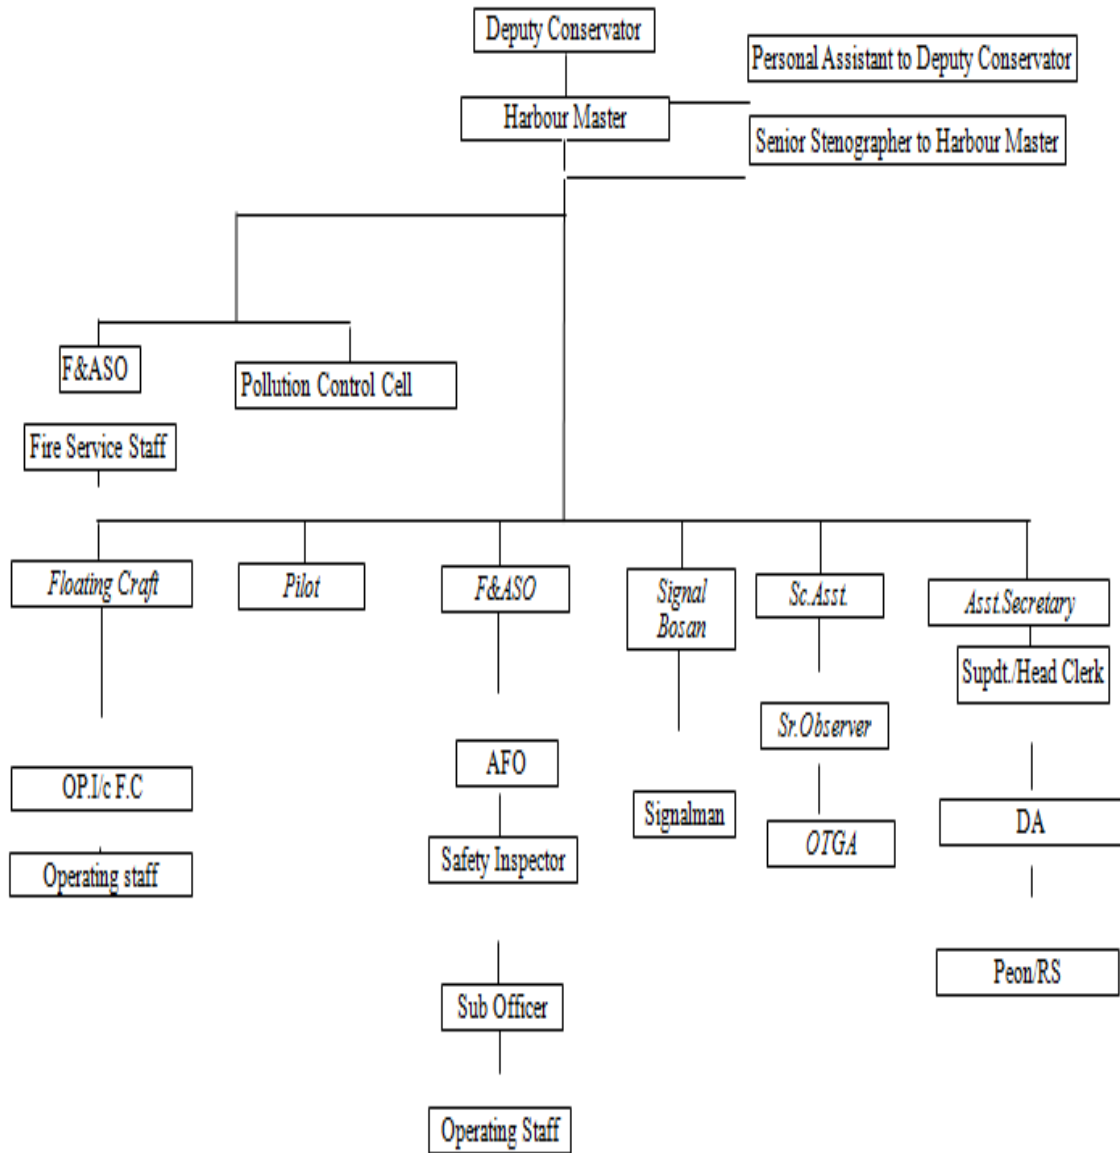 Deputy Conservator
Personal Assistant to Deputy Conservator
Harbour Master
Senior Stenographer to Harbour Master
F&ASO
Pollution Control Cell
Fire Service Staff
Floating Craft
Pilot
F&ASO
Signal
Bosan
Sc.Asst.
Asst.Secretary
Supdt./Head Clerk
Sr.Observer
AFO
OP.I/c F.C
Signalman
DA
OTGA
Safety Inspector
Operating staff
Peon/RS
Sub Officer
Operating Staff